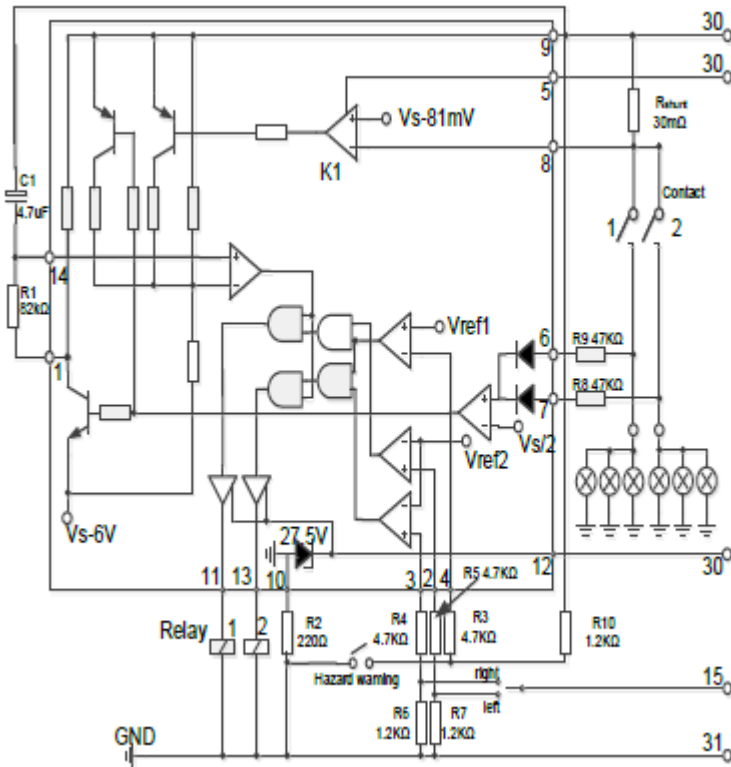 30
9
30
5
Rshunt
30mΩ
Vs-81mV
K1
8
C1
4.7uF
Contact
1
2
14
R1
82kΩ
Vref1
6
R9 47KΩ
1
R8 47KΩ
7
Vs/2
Vref2
Vs-6V
27.5V
12
30
11
13
10
3
2
4
R5 4.7KΩ
Relay
1
2
R2
220Ω
R4
4.7KΩ
R3
4.7KΩ
R10
1.2KΩ
Hazard warning
right
15
left
R6
1.2KΩ
R7
1.2KΩ
GND
31